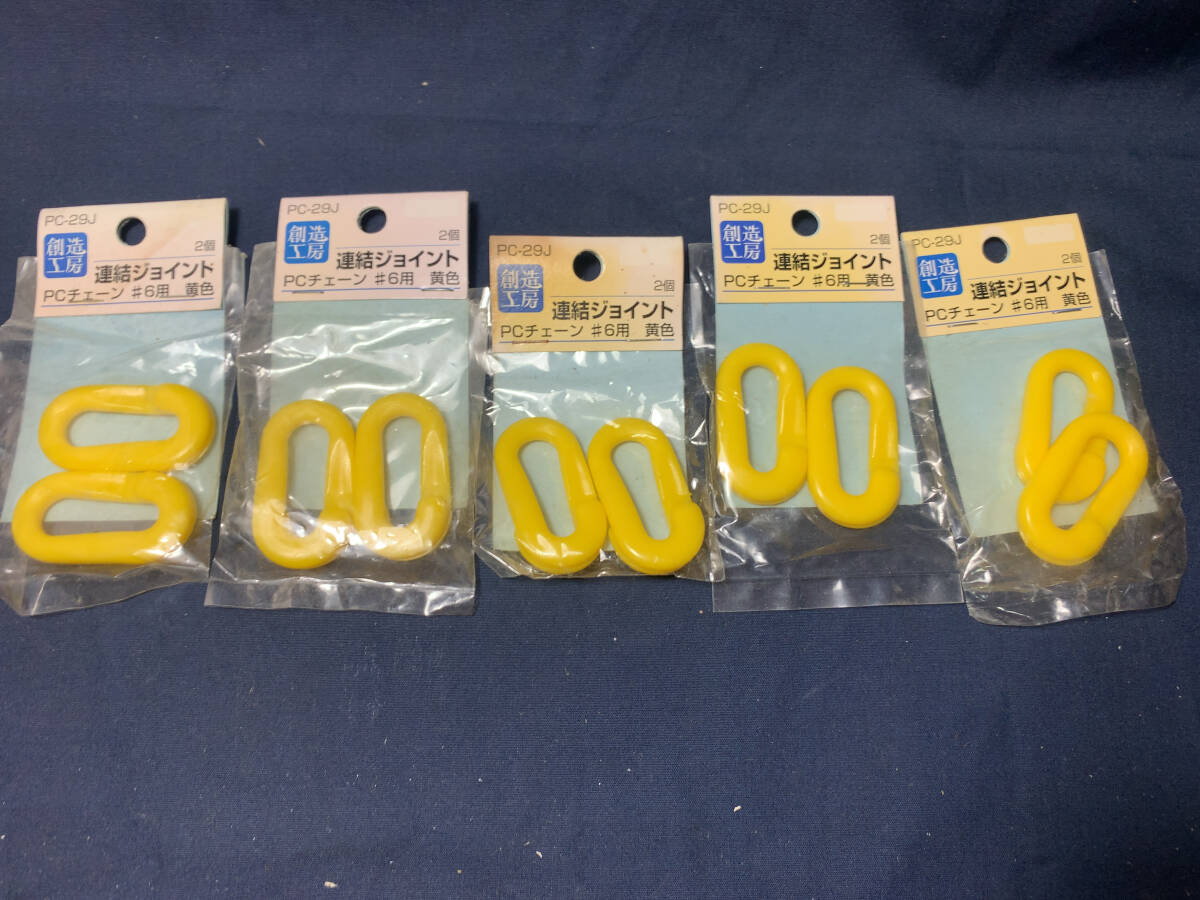 PC-29J
創造
工房
2個
連結ジョイント
PCチェーン ♯6用 黄色
PC-29J
創造
工房
2個
連結ジョイント
PCチェーン ♯6用 黄色
PC-29J
創造
工房
2個
連結ジョイント
PCチェーン ♯6用 黄色
PC-29J
創造
工房
2個
連結ジョイント
PCチェーン ♯6用 黄色
PC-29J
創造
工房
2個
連結ジョイント
PCチェーン ♯6用 黄色